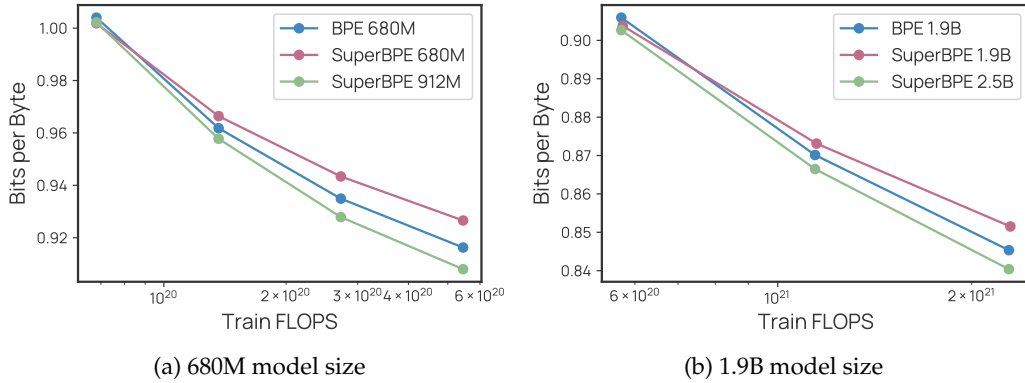 1.00
0.98
0.96
0.94
0.92
Bits per Byte
BPE 680M
SuperBPE 680M
SuperBPE 912M
10^20
2 × 10^20
3 × 10^20
4 × 10^20
6 × 10^20
Train FLOPS
(a) 680M model size
0.90
0.89
0.88
0.87
0.86
0.85
0.84
Bits per Byte
BPE 1.9B
SuperBPE 1.9B
SuperBPE 2.5B
6 × 10^20
10^21
2 × 10^21
Train FLOPS
(b) 1.9B model size